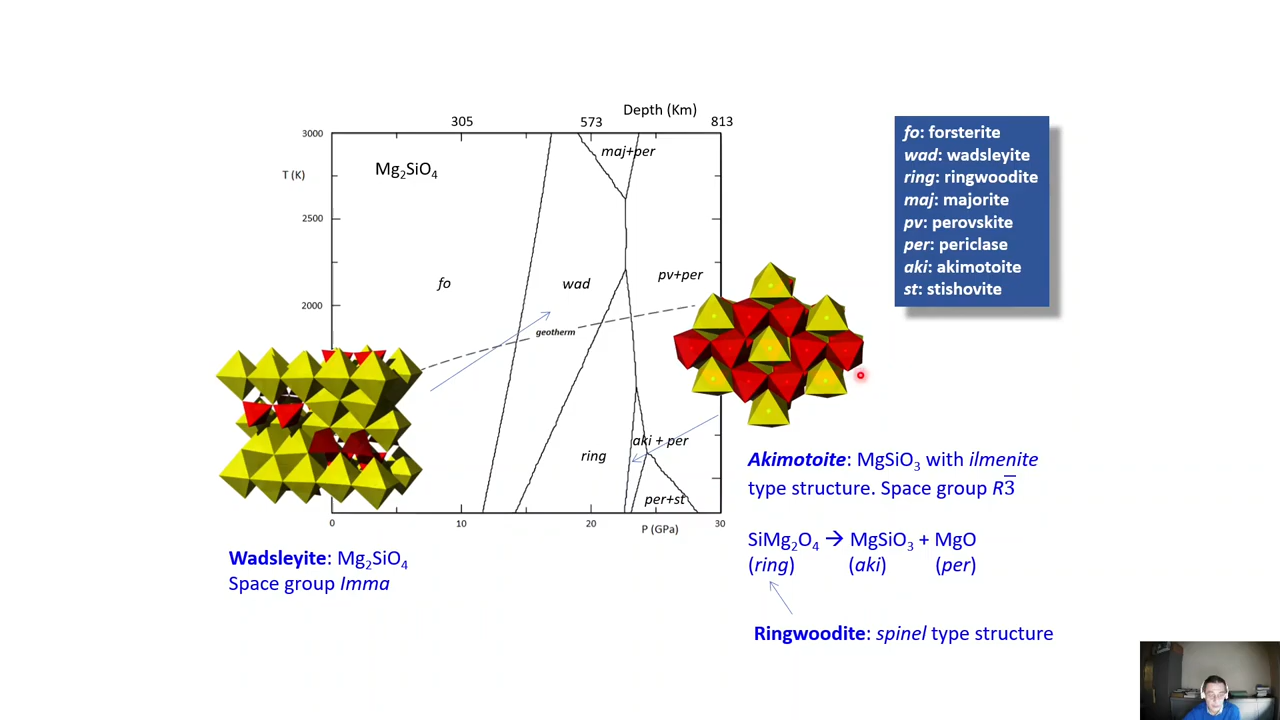 Depth (Km)
305 573 813
3000
maj+per
Mg₂SiO₄
T (K)
2500
fo wad pv+per
2000
geotherm
ring
aki + per
per+st
0 10 20 30
P (GPa)
fo: forsterite
wad: wadsleyite
ring: ringwoodite
maj: majorite
pv: perovskite
per: periclase
aki: akimotoite
st: stishovite
Akimotoite: MgSiO₃ with ilmenite
type structure. Space group R3̅
SiMg₂O₄ → MgSiO₃ + MgO
(ring) (aki) (per)
Ringwoodite: spinel type structure
Wadsleyite: Mg₂SiO₄
Space group Imma